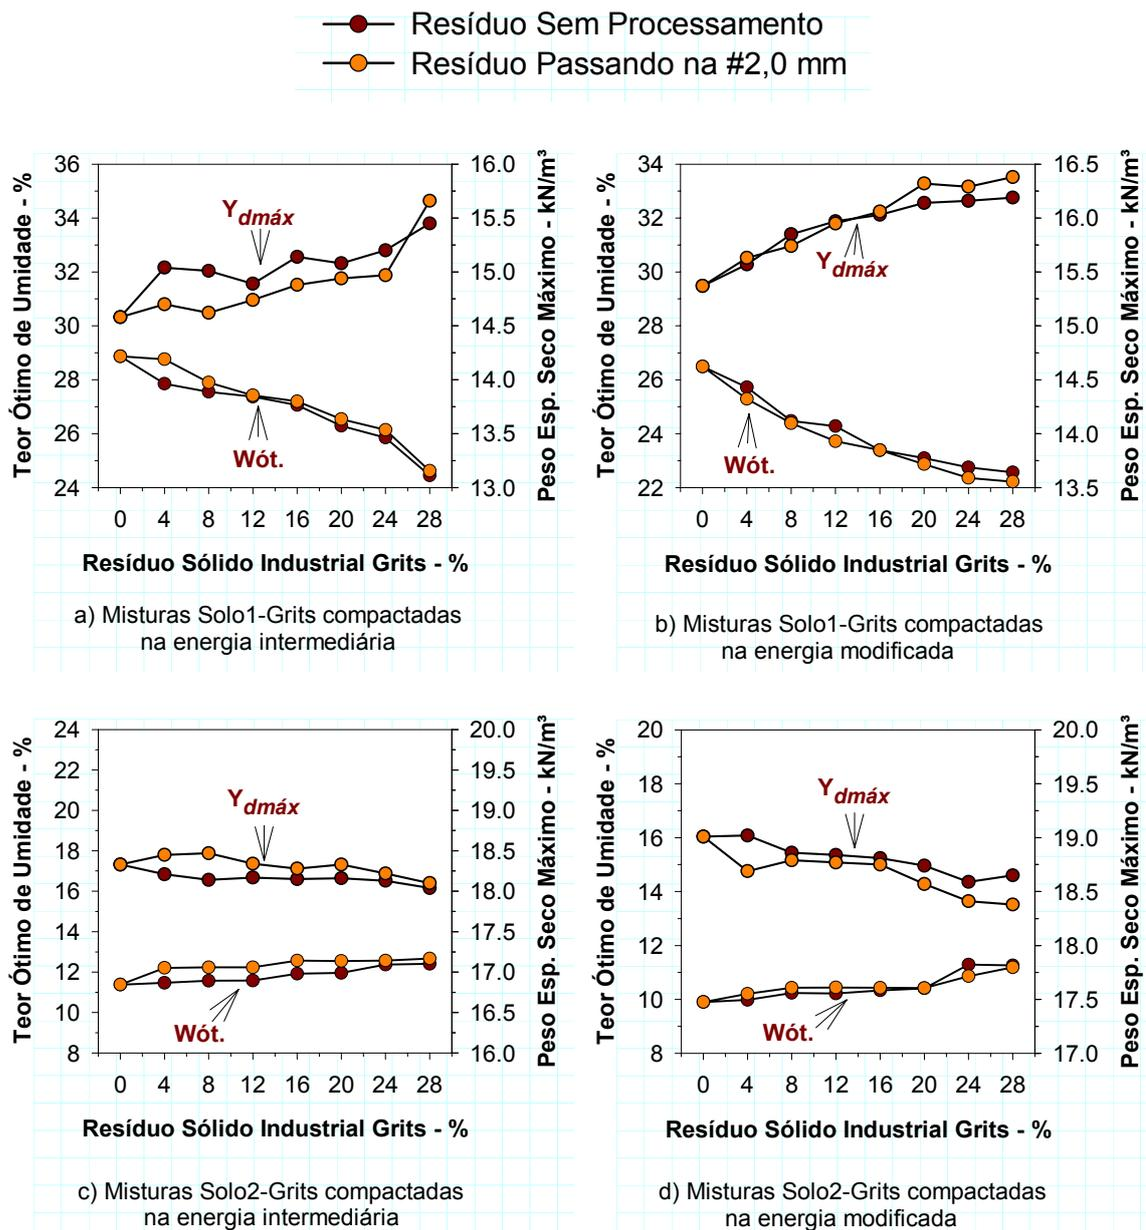 Resíduo Sem Processamento
Resíduo Passando na #2,0 mm
Teor Ótimo de Umidade - %
36
34
32
30
28
26
24
Ydmáx
Wót.
16.0
15.5
15.0
14.5
14.0
13.5
13.0
Peso Esp. Seco Máximo - kN/m³
0 4 8 12 16 20 24 28
Resíduo Sólido Industrial Grits - %
a) Misturas Solo1-Grits compactadas
na energia intermediária
Teor Ótimo de Umidade - %
34
32
30
28
26
24
22
Ydmáx
Wót.
16.5
16.0
15.5
15.0
14.5
14.0
13.5
Peso Esp. Seco Máximo - kN/m³
0 4 8 12 16 20 24 28
Resíduo Sólido Industrial Grits - %
b) Misturas Solo1-Grits compactadas
na energia modificada
Teor Ótimo de Umidade - %
24
22
20
18
16
14
12
10
8
Ydmáx
Wót.
20.0
19.5
19.0
18.5
18.0
17.5
17.0
16.5
16.0
Peso Esp. Seco Máximo - kN/m³
0 4 8 12 16 20 24 28
Resíduo Sólido Industrial Grits - %
c) Misturas Solo2-Grits compactadas
na energia intermediária
Teor Ótimo de Umidade - %
20
18
16
14
12
10
8
Ydmáx
Wót.
20.0
19.5
19.0
18.5
18.0
17.5
17.0
Peso Esp. Seco Máximo - kN/m³
0 4 8 12 16 20 24 28
Resíduo Sólido Industrial Grits - %
d) Misturas Solo2-Grits compactadas
na energia modificada